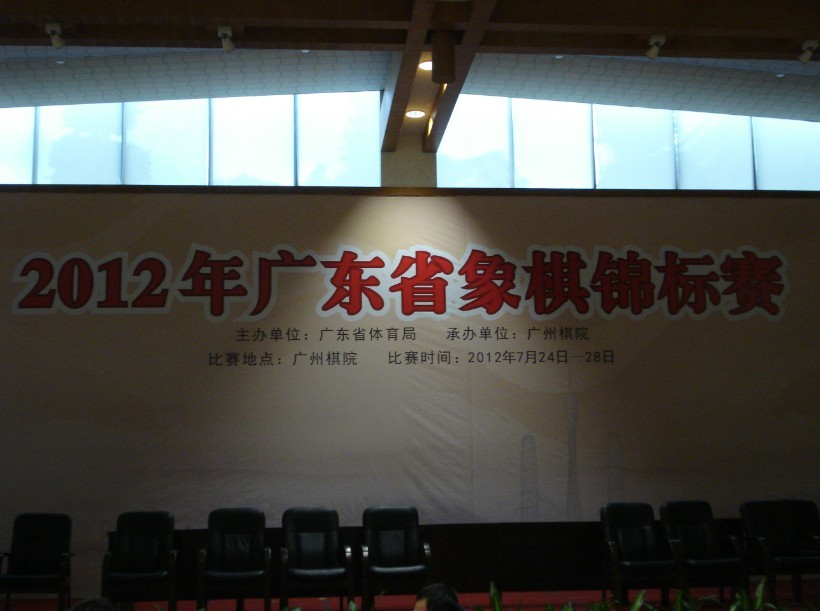 2012年广东省象棋锦标赛
主办单位：广东省体育局 承办单位：广州棋院
比赛地点：广州棋院 比赛时间：2012年7月24日—28日